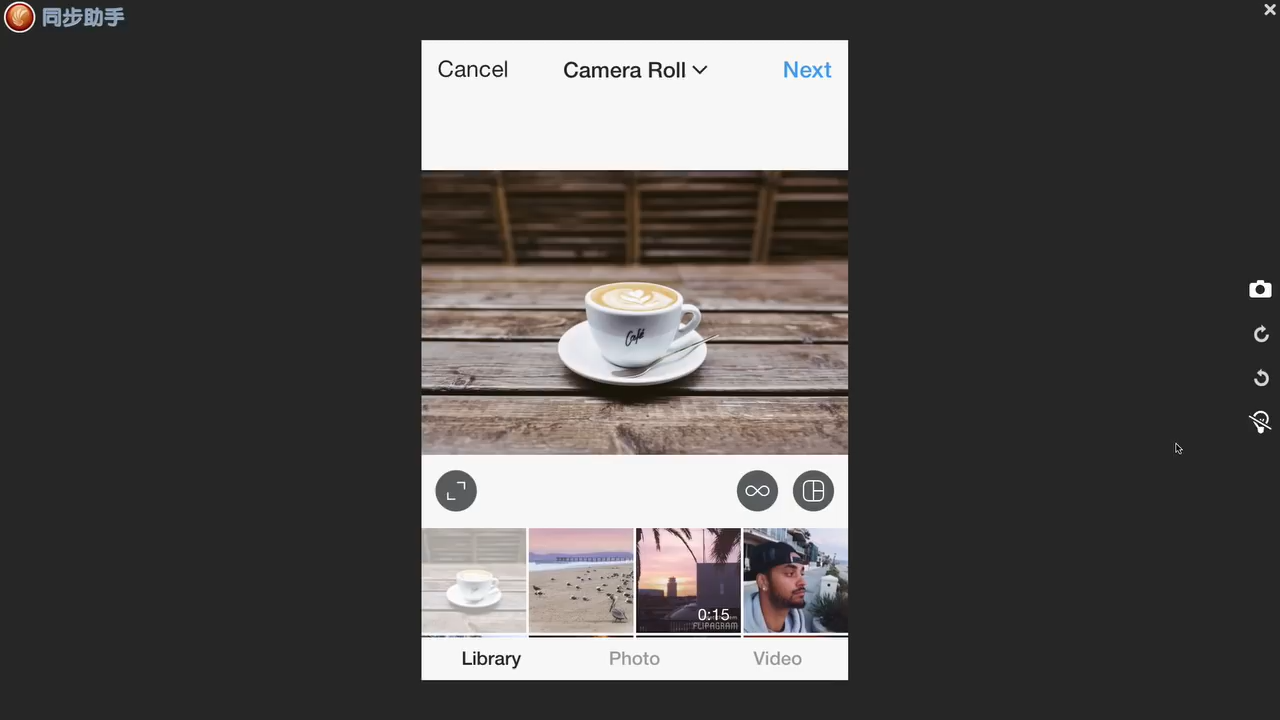 同步助手
Cancel
Camera Roll
Next
Café
0:15
FLIPAGRAM
Library
Photo
Video